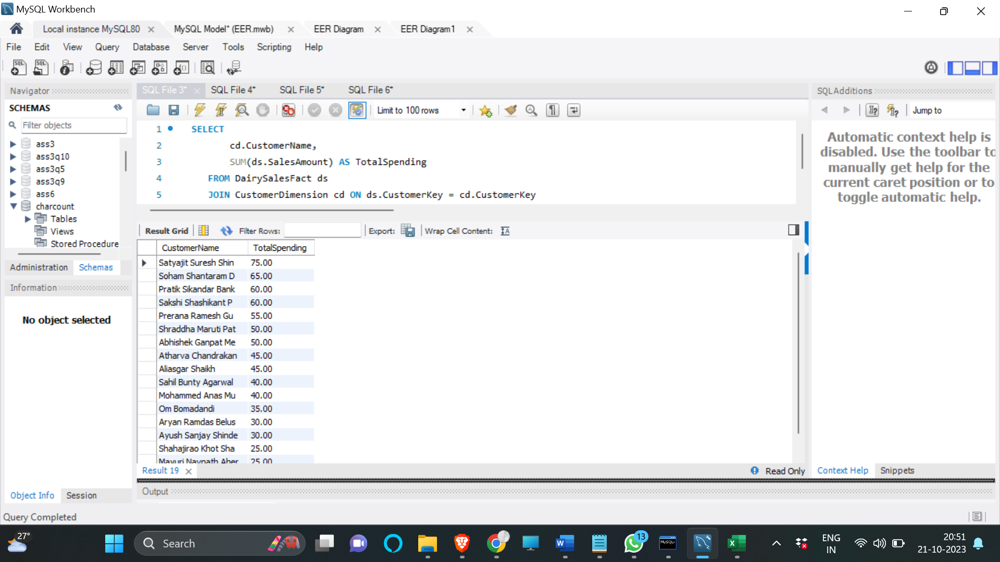 MySQL Workbench
Local instance MySQL80 MySQL Model* (EER.mwb) EER Diagram EER Diagram1
File Edit View Query Database Server Tools Scripting Help
Navigator
SCHEMAS
Filter objects
ass3
ass3q10
ass3q5
ass3q9
ass6
charcount
Tables
Views
Stored Procedure
Administration Schemas
Information
No object selected
Object Info Session
SQL File 3* SQL File 4* SQL File 5* SQL File 6*
Limit to 100 rows
1 SELECT
2 cd.CustomerName,
3 SUM(ds.SalesAmount) AS TotalSpending
4 FROM DairySalesFact ds
5 JOIN CustomerDimension cd ON ds.CustomerKey = cd.CustomerKey
Result Grid Filter Rows: Export: Wrap Cell Content:
CustomerName TotalSpending
Satyajit Suresh Shin 75.00
Soham Shantaram D 65.00
Pratik Sikandar Bank 60.00
Sakshi Shashikant P 60.00
Prerana Ramesh Gu 55.00
Shraddha Maruti Pat 50.00
Abhishek Ganpat Me 50.00
Atharva Chandrakan 45.00
Aliasgar Shaikh 45.00
Sahil Bunty Agarwal 40.00
Mohammed Anas Mu 40.00
Om Bomadandi 35.00
Aryan Ramdas Belus 30.00
Ayush Sanjay Shinde 30.00
Shahajirao Khot Sha 25.00
Mayuri Navnath Aher 25.00
Result 19 Read Only
Output
SQLAdditions
Jump to
Automatic context help is
disabled. Use the toolbar to
manually get help for the
current caret position or to
toggle automatic help.
Context Help Snippets
Query Completed
27°
Search
13
MySQL
ENG
IN
20:51
21-10-2023